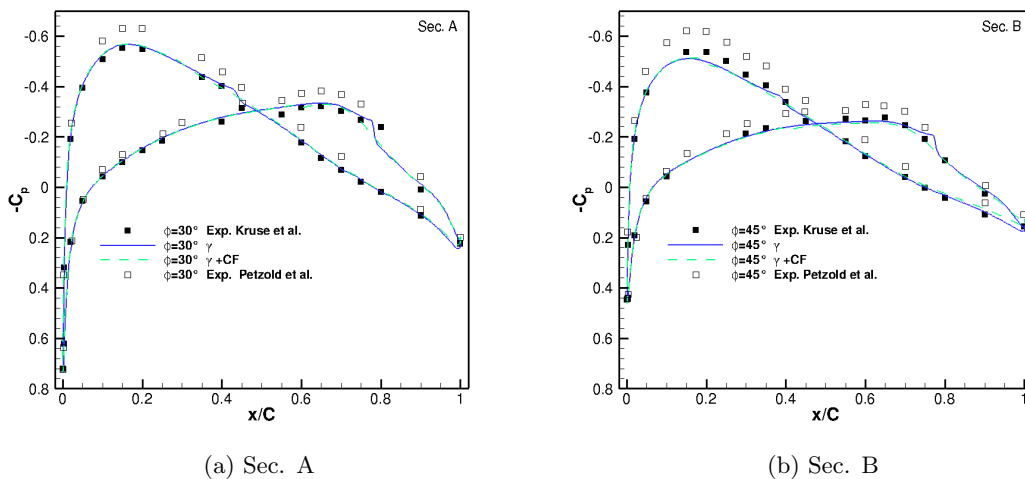 Sec. A
-0.6
-0.4
-0.2
0
0.2
0.4
0.6
0.8
-Cp
ϕ=30° Exp. Kruse et al.
ϕ=30° γ
ϕ=30° γ +CF
ϕ=30° Exp. Petzold et al.
0 0.2 0.4 0.6 0.8 1
x/C
(a) Sec. A
Sec. B
-0.6
-0.4
-0.2
0
0.2
0.4
0.6
0.8
-Cp
ϕ=45° Exp. Kruse et al.
ϕ=45° γ
ϕ=45° γ +CF
ϕ=45° Exp. Petzold et al.
0 0.2 0.4 0.6 0.8 1
x/C
(b) Sec. B